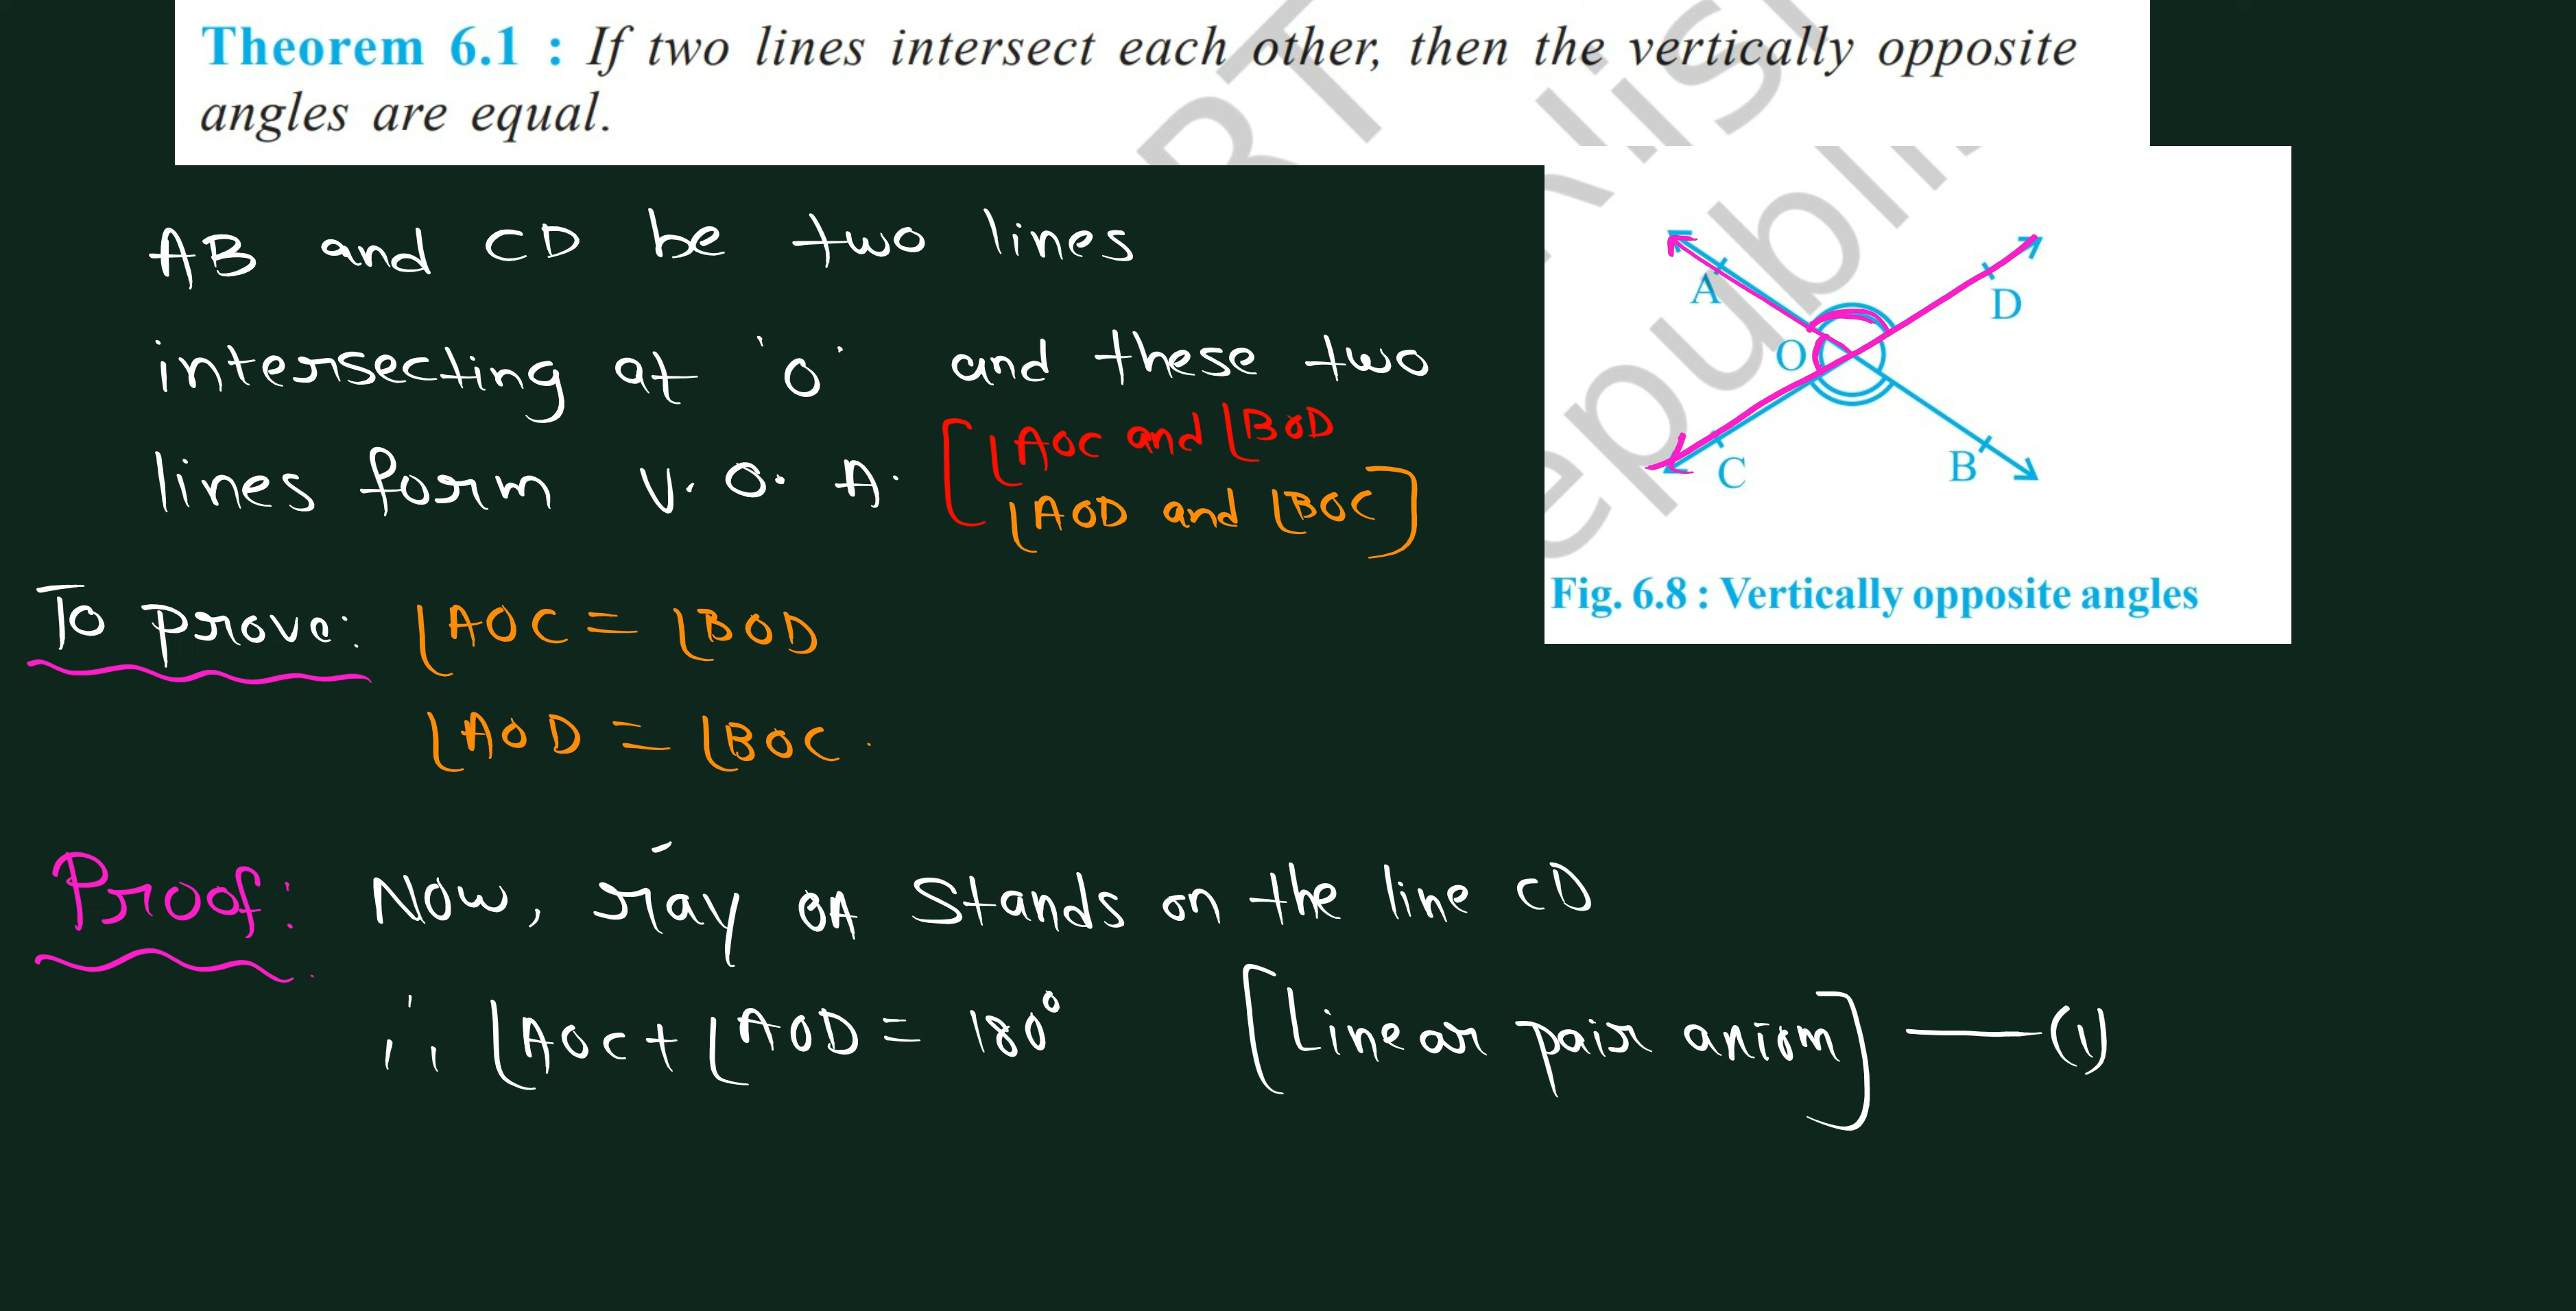 Theorem 6.1 : If two lines intersect each other, then the vertically opposite
angles are equal.
AB and CD be two lines
intersecting at 'O' and these two
lines form V.O.A. [∠AOC and ∠BOD
∠AOD and ∠BOC]
A
D
O
C
B
Fig. 6.8 : Vertically opposite angles
To prove: ∠AOC = ∠BOD
∠AOD = ∠BOC.
Proof: Now, ray OA stands on the line CD
∴ ∠AOC + ∠AOD = 180° [Linear pair axiom] — (1)